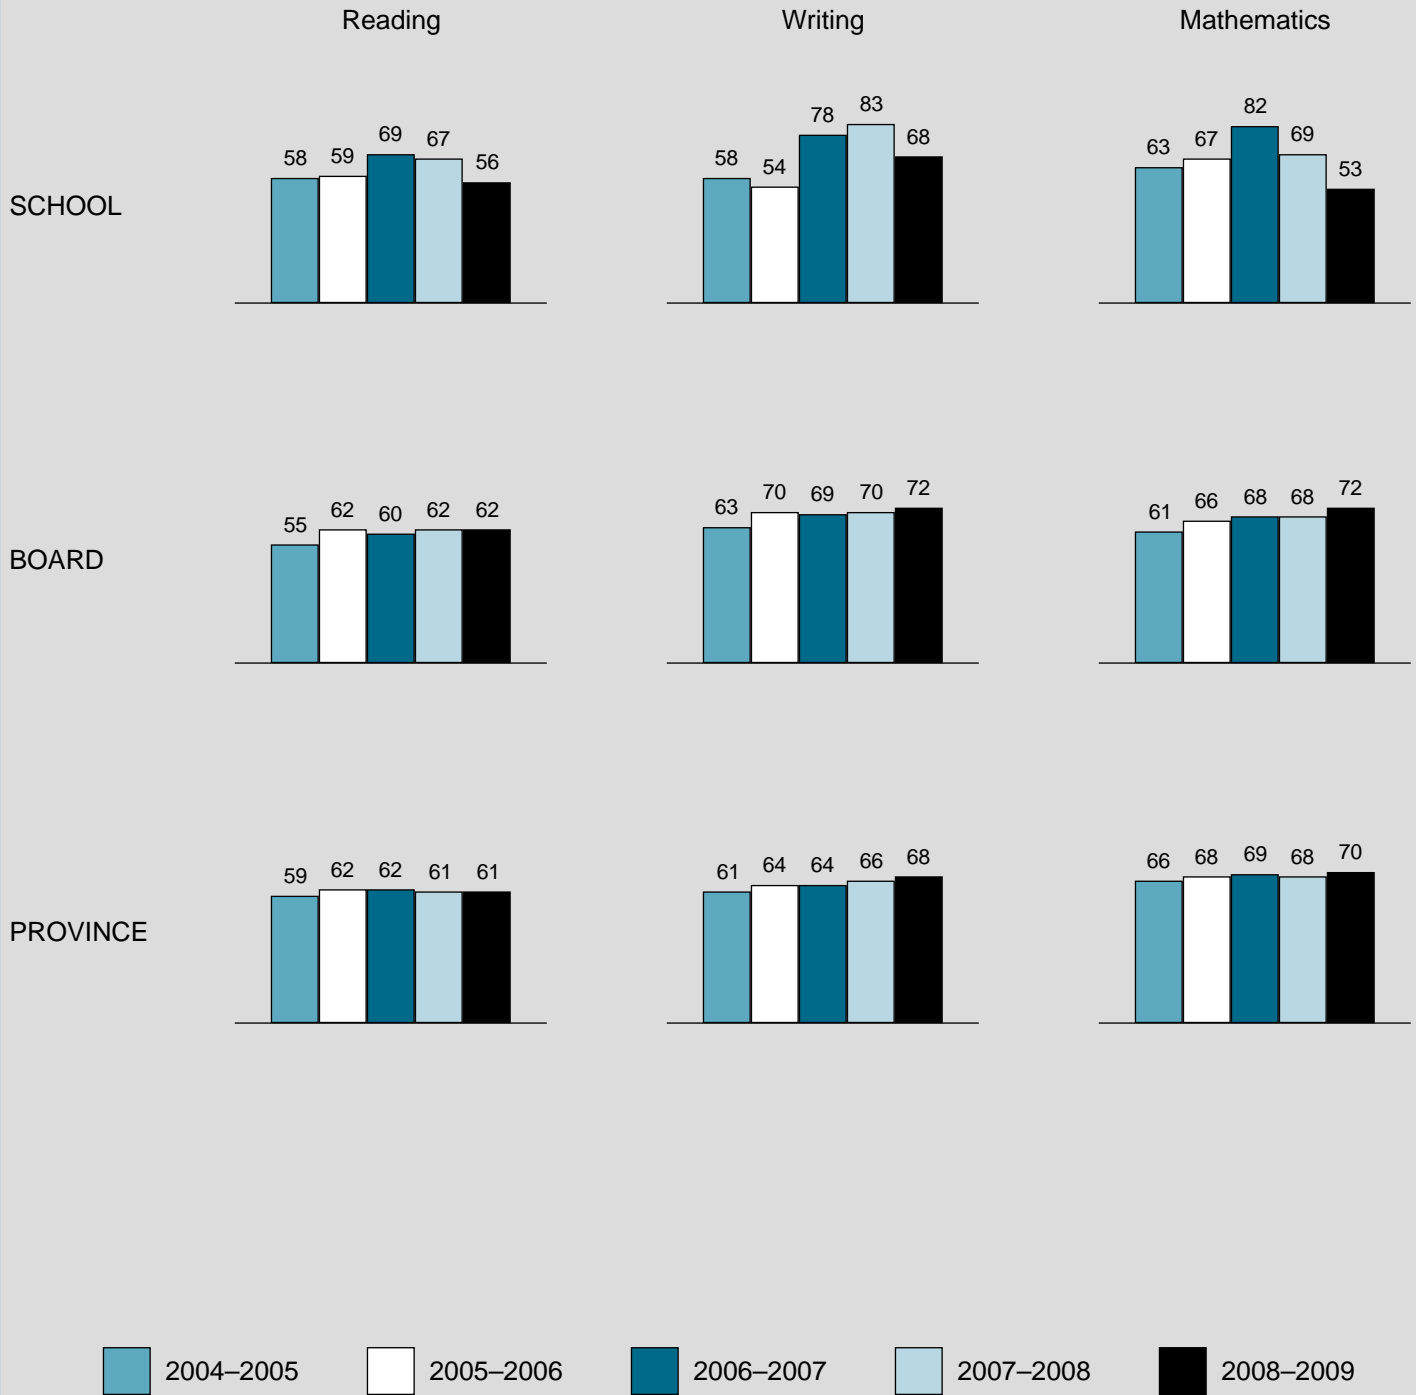 Reading Writing Mathematics
58 59 69 67 56 58 54 78 83 68 63 67 82 69 53
SCHOOL
55 62 60 62 62 63 70 69 70 72 61 66 68 68 72
BOARD
59 62 62 61 61 61 64 64 66 68 66 68 69 68 70
PROVINCE
2004–2005 2005–2006 2006–2007 2007–2008 2008–2009